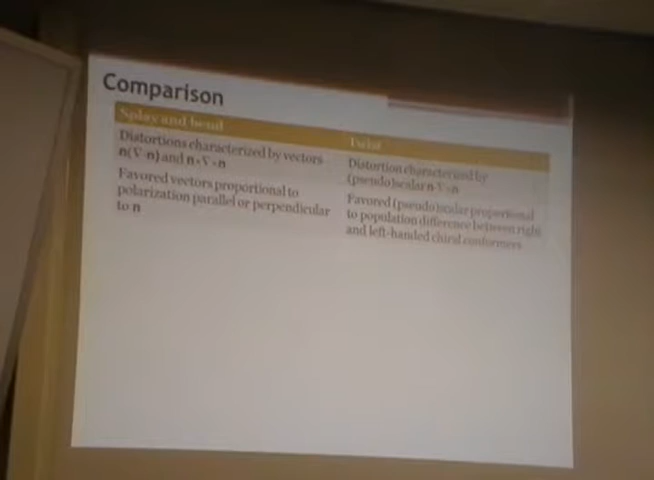 Comparison
Splay and bend
Distortions characterized by vectors
n(∇·n) and n×∇×n
Favored vectors proportional to
polarization parallel or perpendicular
to n
Twist
Distortion characterized by
(pseudo)scalar n·∇×n
Favored (pseudo)scalar proportional
to population difference between right
and left-handed chiral conformers